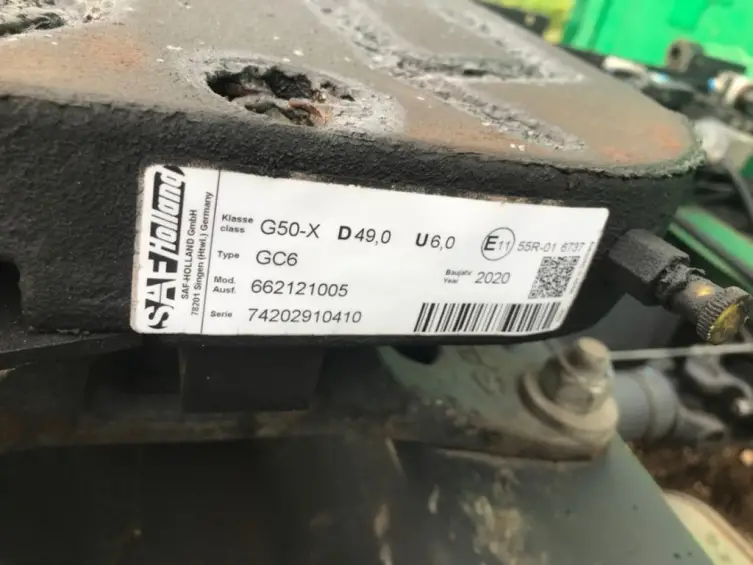 SAF Holland
SAF-HOLLAND GmbH
78201 Singen (Htwl.) Germany
Klasse
class
G50-X D 49,0 U 6,0
E11 55R-01 6737
Type GC6
Baujahr
Year
2020
Mod.
Ausf.
662121005
Serie 74202910410